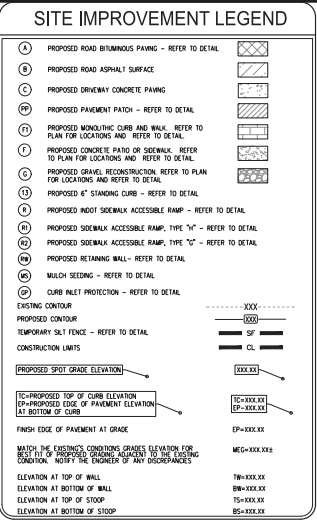 SITE IMPROVEMENT LEGEND
A PROPOSED ROAD BITUMINOUS PAVING - REFER TO DETAIL
B PROPOSED ROAD ASPHALT SURFACE
C PROPOSED DRIVEWAY CONCRETE PAVING
PP PROPOSED PAVEMENT PATCH - REFER TO DETAIL
F1 PROPOSED MONOLITHIC CURB AND WALK. REFER TO
PLAN FOR LOCATIONS AND REFER TO DETAIL.
F PROPOSED CONCRETE PATIO OR SIDEWALK. REFER
TO PLAN FOR LOCATIONS AND REFER TO DETAIL.
G PROPOSED GRAVEL RECONSTRUCTION. REFER TO PLAN
FOR LOCATIONS AND REFER TO DETAIL
13 PROPOSED 6" STANDING CURB - REFER TO DETAIL
R PROPOSED INDOT SIDEWALK ACCESSIBLE RAMP - REFER TO DETAIL
R1 PROPOSED SIDEWALK ACCESSIBLE RAMP, TYPE "H" - REFER TO DETAIL
R2 PROPOSED SIDEWALK ACCESSIBLE RAMP, TYPE "G" - REFER TO DETAIL
RW PROPOSED RETAINING WALL- REFER TO DETAIL
MS MULCH SEEDING - REFER TO DETAIL
CURB INLET PROTECTION - REFER TO DETAIL
EXISTING CONTOUR XXX
PROPOSED CONTOUR XXX
TEMPORARY SILT FENCE - REFER TO DETAIL SF
CONSTRUCTION LIMITS CL
PROPOSED SPOT GRADE ELEVATION XXX.XX
TC=PROPOSED TOP OF CURB ELEVATION TC=XXX.XX
EP=PROPOSED EDGE OF PAVEMENT ELEVATION EP=XXX.XX
AT BOTTOM OF CURB
FINISH EDGE OF PAVEMENT AT GRADE EP=XXX.XX
MATCH THE EXISTING'S CONDITIONS GRADES ELEVATION FOR
BEST FIT OF PROPOSED GRADING ADJACENT TO THE EXISTING MEG=XXX.XX±
CONDITION. NOTIFY THE ENGINEER OF ANY DISCREPANCIES
ELEVATION AT TOP OF WALL TW=XXX.XX
ELEVATION AT BOTTOM OF WALL BW=XXX.XX
ELEVATION AT TOP OF STOOP TS=XXX.XX
ELEVATION AT BOTTOM OF STOOP BS=XXX.XX